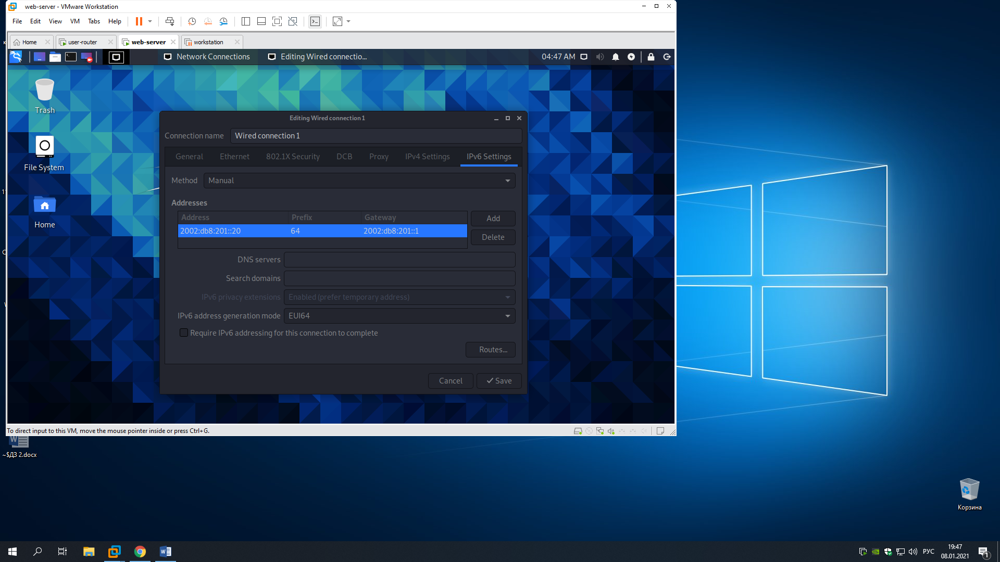 web-server - VMware Workstation
File Edit View VM Tabs Help
Home user-router web-server workstation
Network Connections Editing Wired connectio... 04:47 AM
Trash
File System
Home
Editing Wired connection 1
Connection name Wired connection 1
General Ethernet 802.1X Security DCB Proxy IPv4 Settings IPv6 Settings
Method Manual
Addresses
Address Prefix Gateway
Add
2002:db8:201::20 64 2002:db8:201::1
Delete
DNS servers
Search domains
IPv6 privacy extensions Enabled (prefer temporary address)
IPv6 address generation mode EUI64
Require IPv6 addressing for this connection to complete
Routes...
Cancel Save
To direct input to this VM, move the mouse pointer inside or press Ctrl+G.
~$ДЗ 2.docx
Корзина
РУС 19:47
08.01.2021
1